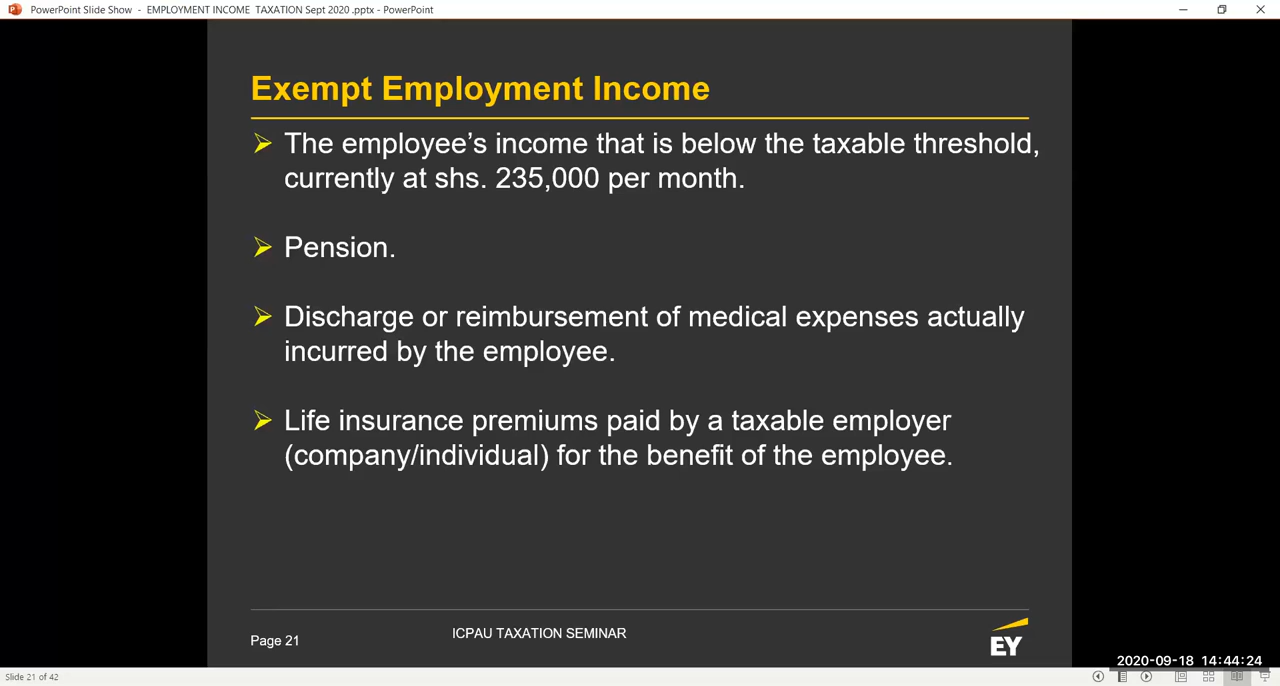 PowerPoint Slide Show - EMPLOYMENT INCOME TAXATION Sept 2020 .pptx - PowerPoint
Exempt Employment Income
The employee’s income that is below the taxable threshold,
currently at shs. 235,000 per month.
Pension.
Discharge or reimbursement of medical expenses actually
incurred by the employee.
Life insurance premiums paid by a taxable employer
(company/individual) for the benefit of the employee.
Page 21
ICPAU TAXATION SEMINAR
EY
2020-09-18 14:44:24
Slide 21 of 42